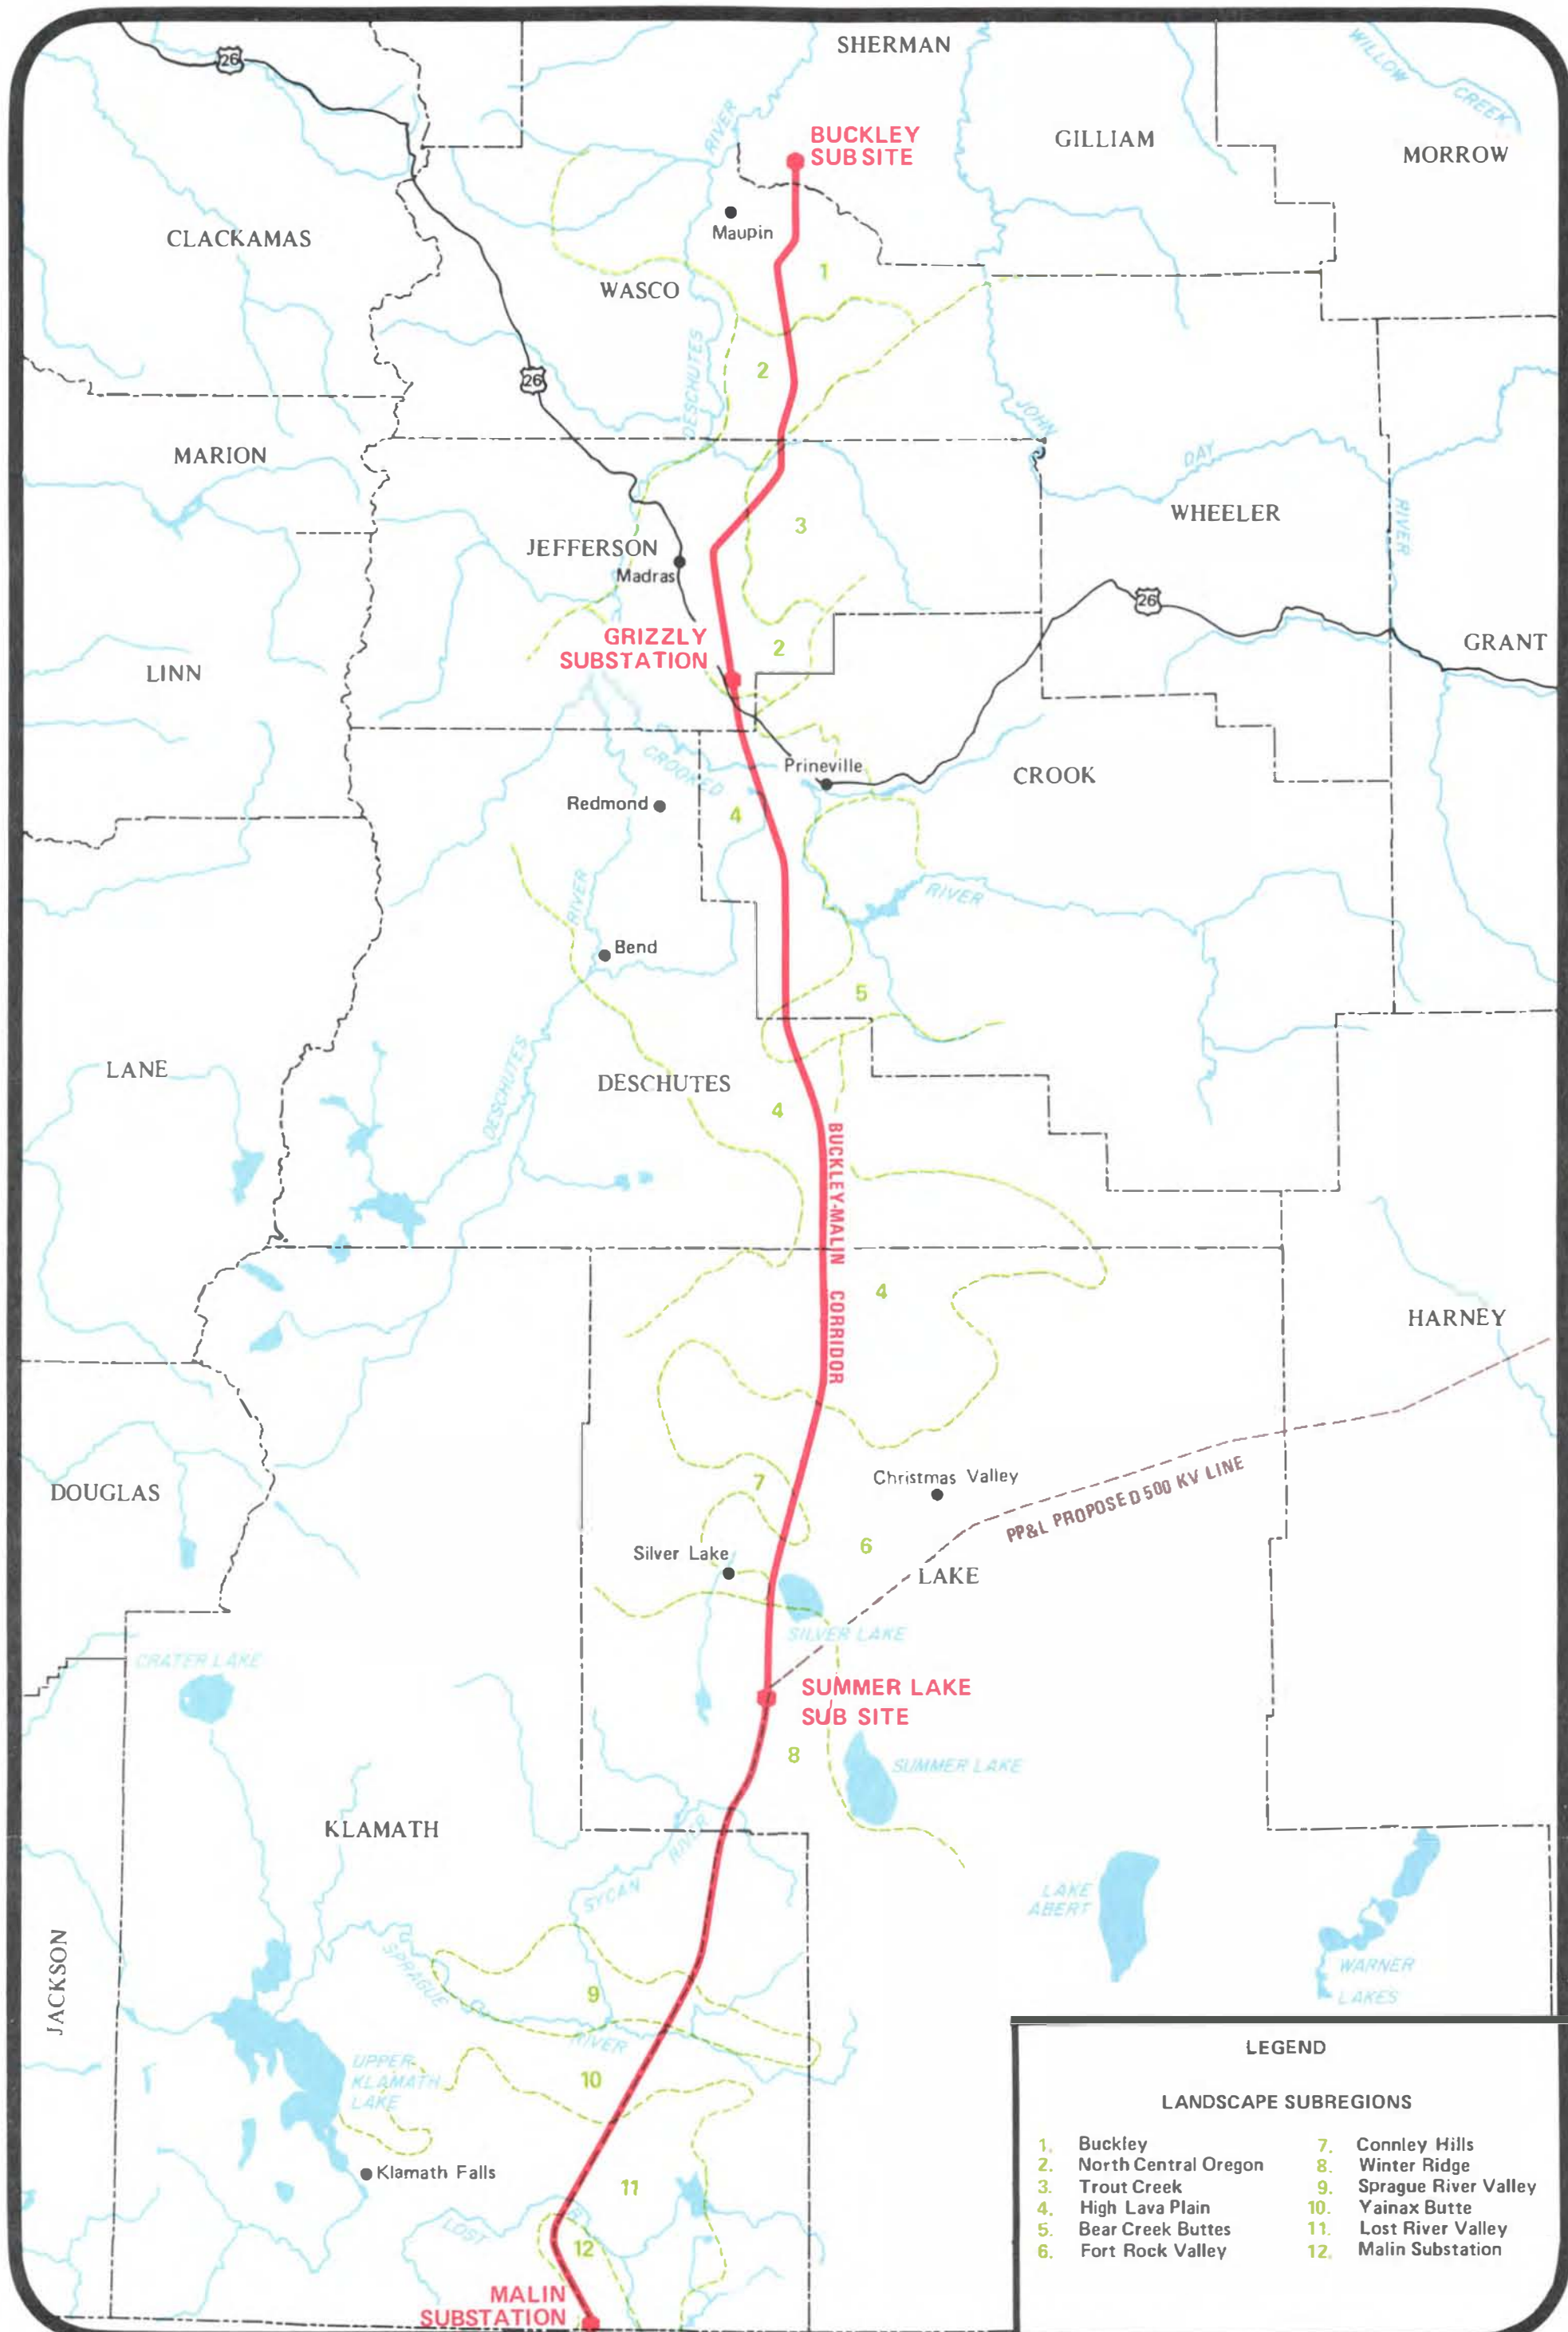 SHERMAN
26
WILLOW
CREEK
RIVER
BUCKLEY
SUB SITE
GILLIAM
MORROW
Maupin
CLACKAMAS
1
WASCO
DESCHUTES
2
26
JOHN
DAY
RIVER
MARION
WHEELER
3
JEFFERSON
Madras
26
GRIZZLY
SUBSTATION
2
GRANT
LINN
CROOKED
Prineville
CROOK
Redmond
4
RIVER
RIVER
Bend
5
LANE
DESCHUTES
DESCHUTES
4
BUCKLEY-MALIN CORRIDOR
4
HARNEY
DOUGLAS
7
Christmas Valley
PP&L PROPOSED 500 KV LINE
6
Silver Lake
LAKE
SILVER LAKE
CRATER LAKE
SUMMER LAKE
SUB SITE
8
SUMMER LAKE
KLAMATH
RIVER
SYCAN
LAKE
ABERT
JACKSON
SPRAGUE
RIVER
9
WARNER
LAKES
UPPER
KLAMATH
LAKE
10
Klamath Falls
11
LOST
R
12
MALIN
SUBSTATION
LEGEND
LANDSCAPE SUBREGIONS
1. Buckley
2. North Central Oregon
3. Trout Creek
4. High Lava Plain
5. Bear Creek Buttes
6. Fort Rock Valley
7. Connley Hills
8. Winter Ridge
9. Sprague River Valley
10. Yainax Butte
11. Lost River Valley
12. Malin Substation